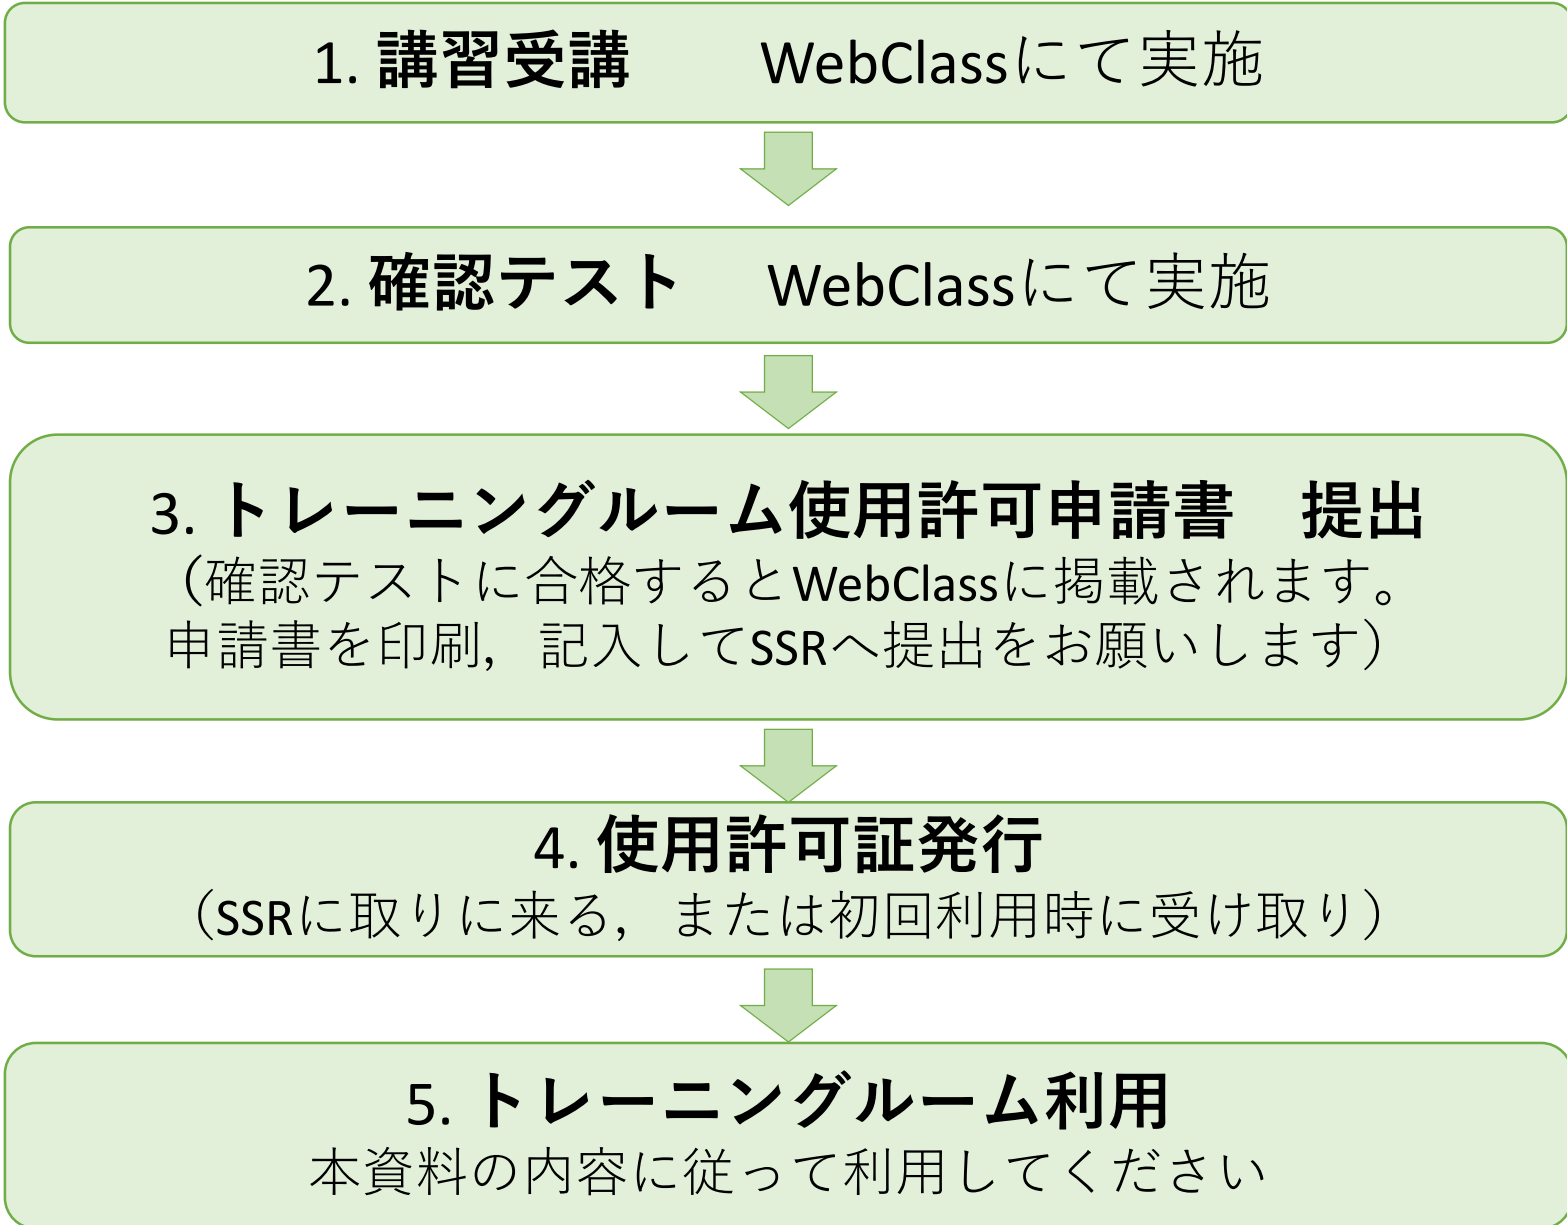 1. 講習受講　　WebClassにて実施
2. 確認テスト　WebClassにて実施
3. トレーニングルーム使用許可申請書　提出
（確認テストに合格するとWebClassに掲載されます。
申請書を印刷，記入してSSRへ提出をお願いします）
4. 使用許可証発行
（SSRに取りに来る，または初回利用時に受け取り）
5. トレーニングルーム利用
本資料の内容に従って利用してください